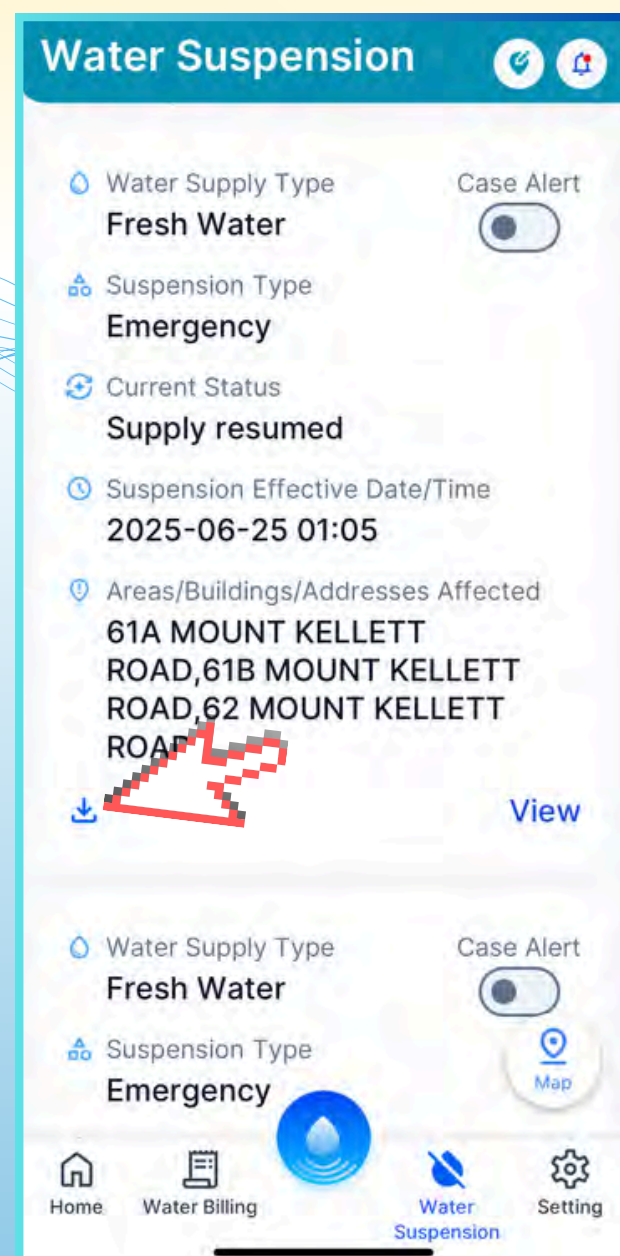 Water Suspension
Water Supply Type
Case Alert
Fresh Water
Suspension Type
Emergency
Current Status
Supply resumed
Suspension Effective Date/Time
2025-06-25 01:05
Areas/Buildings/Addresses Affected
61A MOUNT KELLETT
ROAD,61B MOUNT KELLETT
ROAD,62 MOUNT KELLETT
View
Water Supply Type
Case Alert
Fresh Water
Suspension Type
Emergency
Map
Home
Water Billing
Water
Suspension
Setting